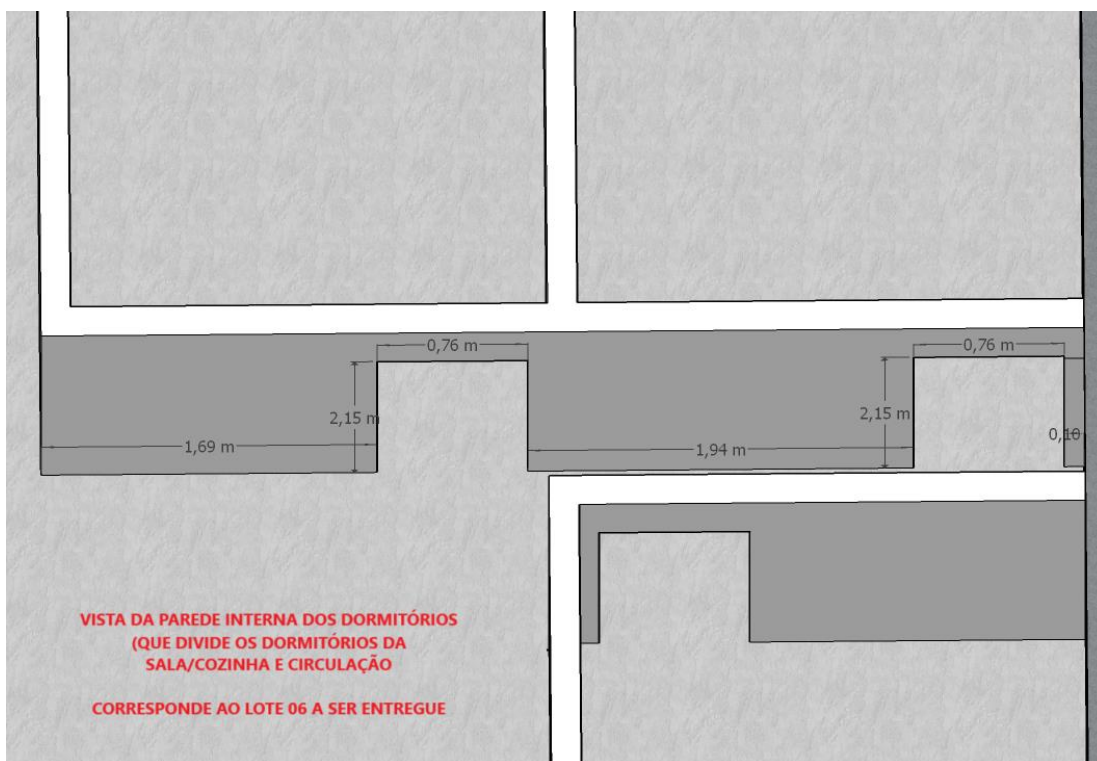 0,76 m
0,76 m
2,15 m
2,15 m
1,69 m
1,94 m
0,10
VISTA DA PAREDE INTERNA DOS DORMITÓRIOS
(QUE DIVIDE OS DORMITÓRIOS DA
SALA/COZINHA E CIRCULAÇÃO
CORRESPONDE AO LOTE 06 A SER ENTREGUE